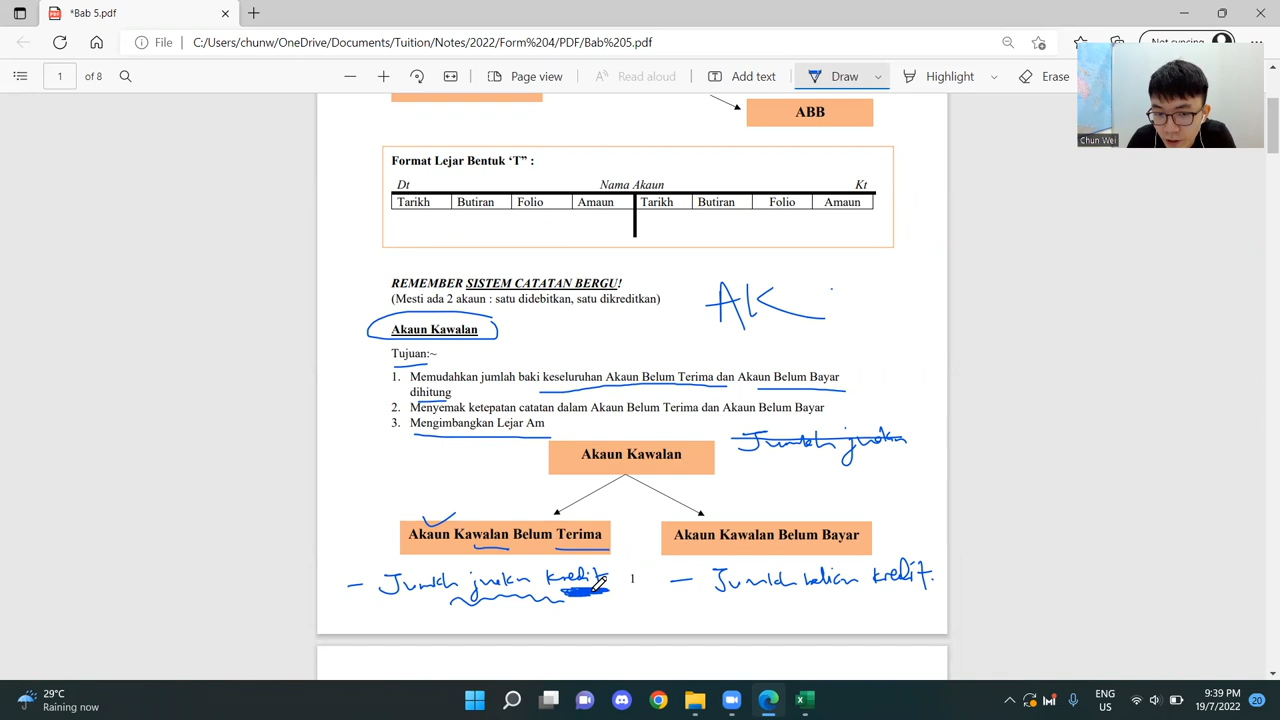 *Bab 5.pdf
File
C:/Users/chunw/OneDrive/Documents/Tuition/Notes/2022/Form%204/PDF/Bab%205.pdf
Not syncing
1 of 8
Page view
Read aloud
Add text
Draw
Highlight
Erase
Chun Wei
ABB
Format Lejar Bentuk ‘T” :
Dt Nama Akaun Kt
Tarikh Butiran Folio Amaun Tarikh Butiran Folio Amaun
REMEMBER SISTEM CATATAN BERGU!
(Mesti ada 2 akaun : satu didebitkan, satu dikreditkan)
AK
Akaun Kawalan
Tujuan:~
1. Memudahkan jumlah baki keseluruhan Akaun Belum Terima dan Akaun Belum Bayar
dihitung
2. Menyemak ketepatan catatan dalam Akaun Belum Terima dan Akaun Belum Bayar
3. Mengimbangkan Lejar Am
Jumlah jualan
Akaun Kawalan
Akaun Kawalan Belum Terima
Akaun Kawalan Belum Bayar
- Jumlah jualan kredit
1
- Jumlah belian kredit.
29°C
Raining now
ENG
US
9:39 PM
19/7/2022
20